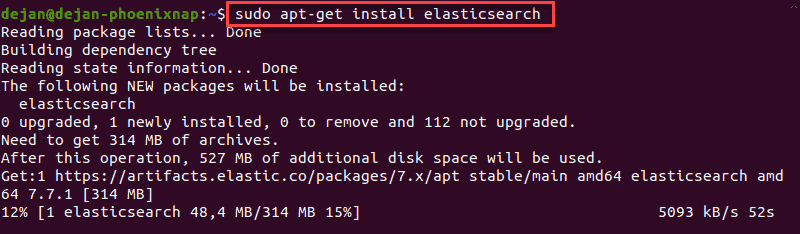 dejan@dejan-phoenixnap:~$ sudo apt-get install elasticsearch
Reading package lists... Done
Building dependency tree
Reading state information... Done
The following NEW packages will be installed:
  elasticsearch
0 upgraded, 1 newly installed, 0 to remove and 112 not upgraded.
Need to get 314 MB of archives.
After this operation, 527 MB of additional disk space will be used.
Get:1 https://artifacts.elastic.co/packages/7.x/apt stable/main amd64 elasticsearch amd
64 7.7.1 [314 MB]
12% [1 elasticsearch 48,4 MB/314 MB 15%] 5093 kB/s 52s